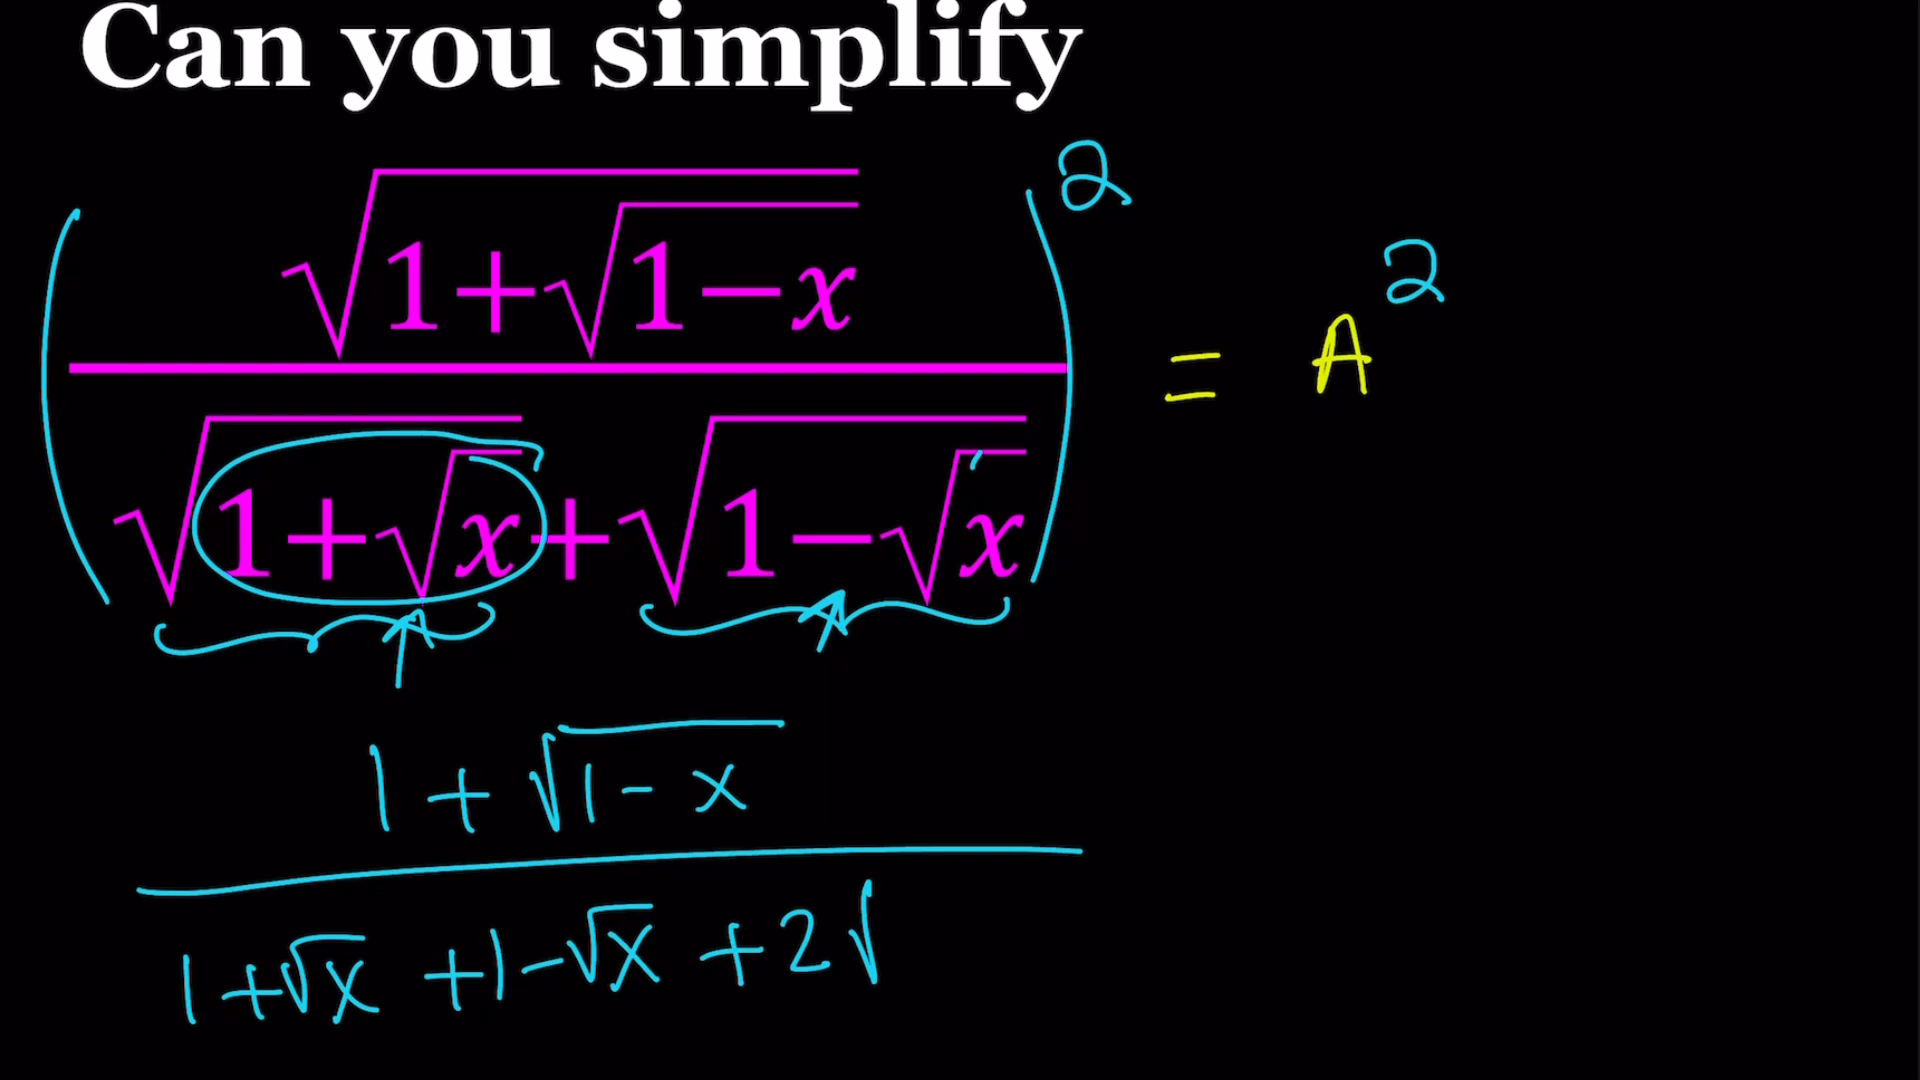 Can you simplify
(√(1+√(1−x)) / (√(1+√x)+√(1−√x)))² = A²
1 + √(1 - x)
1 + √x + 1 - √x + 2√